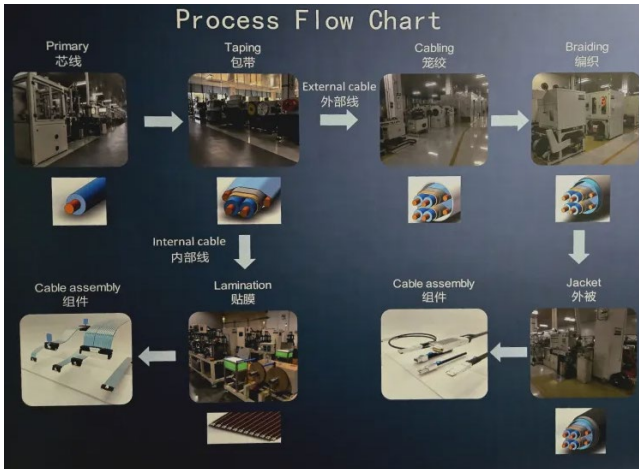 Process Flow Chart
Primary
芯线
Taping
包带
External cable
外部线
Cabling
笼绞
Braiding
编织
Internal cable
内部线
Cable assembly
组件
Lamination
贴膜
Cable assembly
组件
Jacket
外被